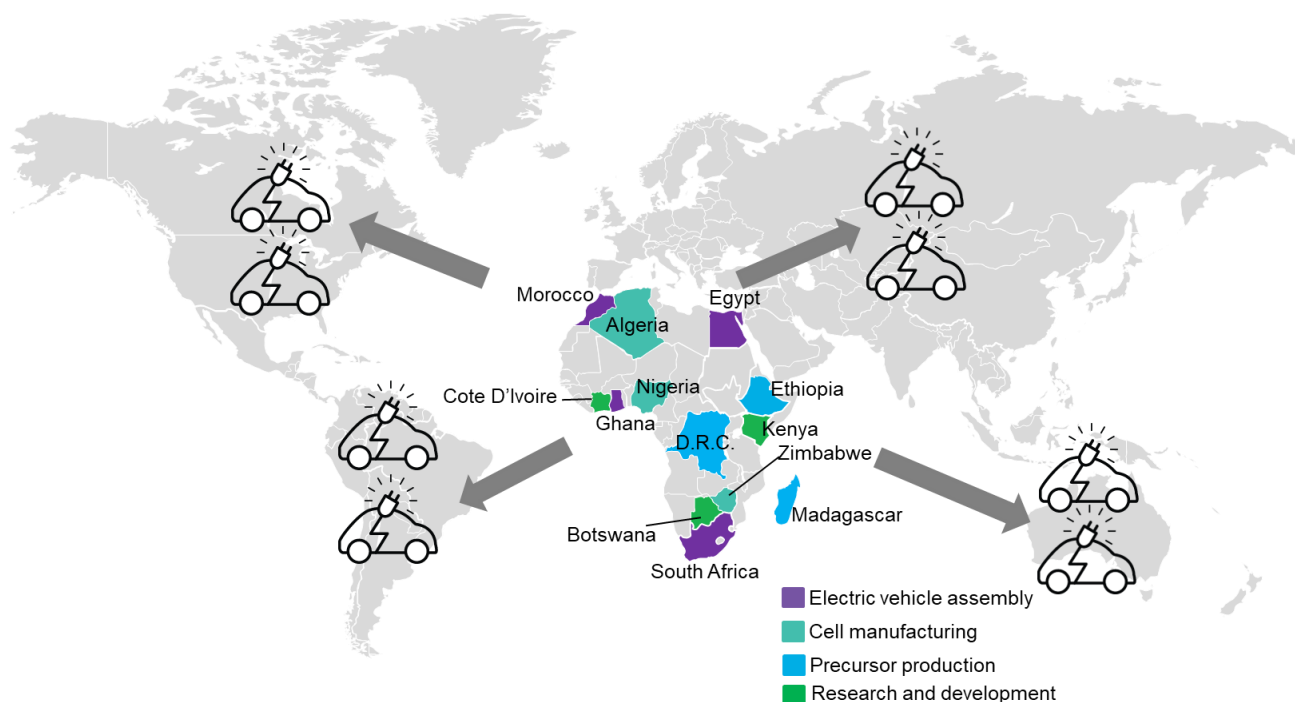 Morocco
Egypt
Algeria
Nigeria
Ethiopia
Cote D'Ivoire
Ghana
Kenya
D.R.C.
Zimbabwe
Madagascar
Botswana
South Africa
Electric vehicle assembly
Cell manufacturing
Precursor production
Research and development